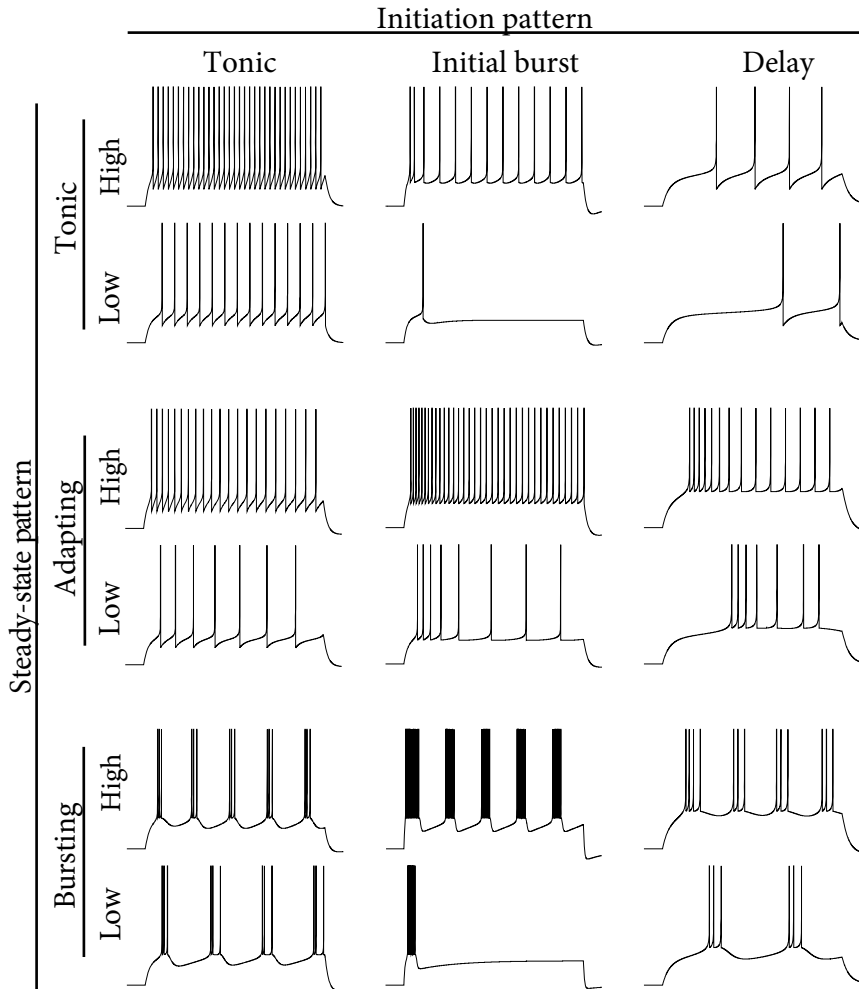 Initiation pattern
Tonic
Initial burst
Delay
Steady-state pattern
Tonic
High
Low
Adapting
High
Low
Bursting
High
Low